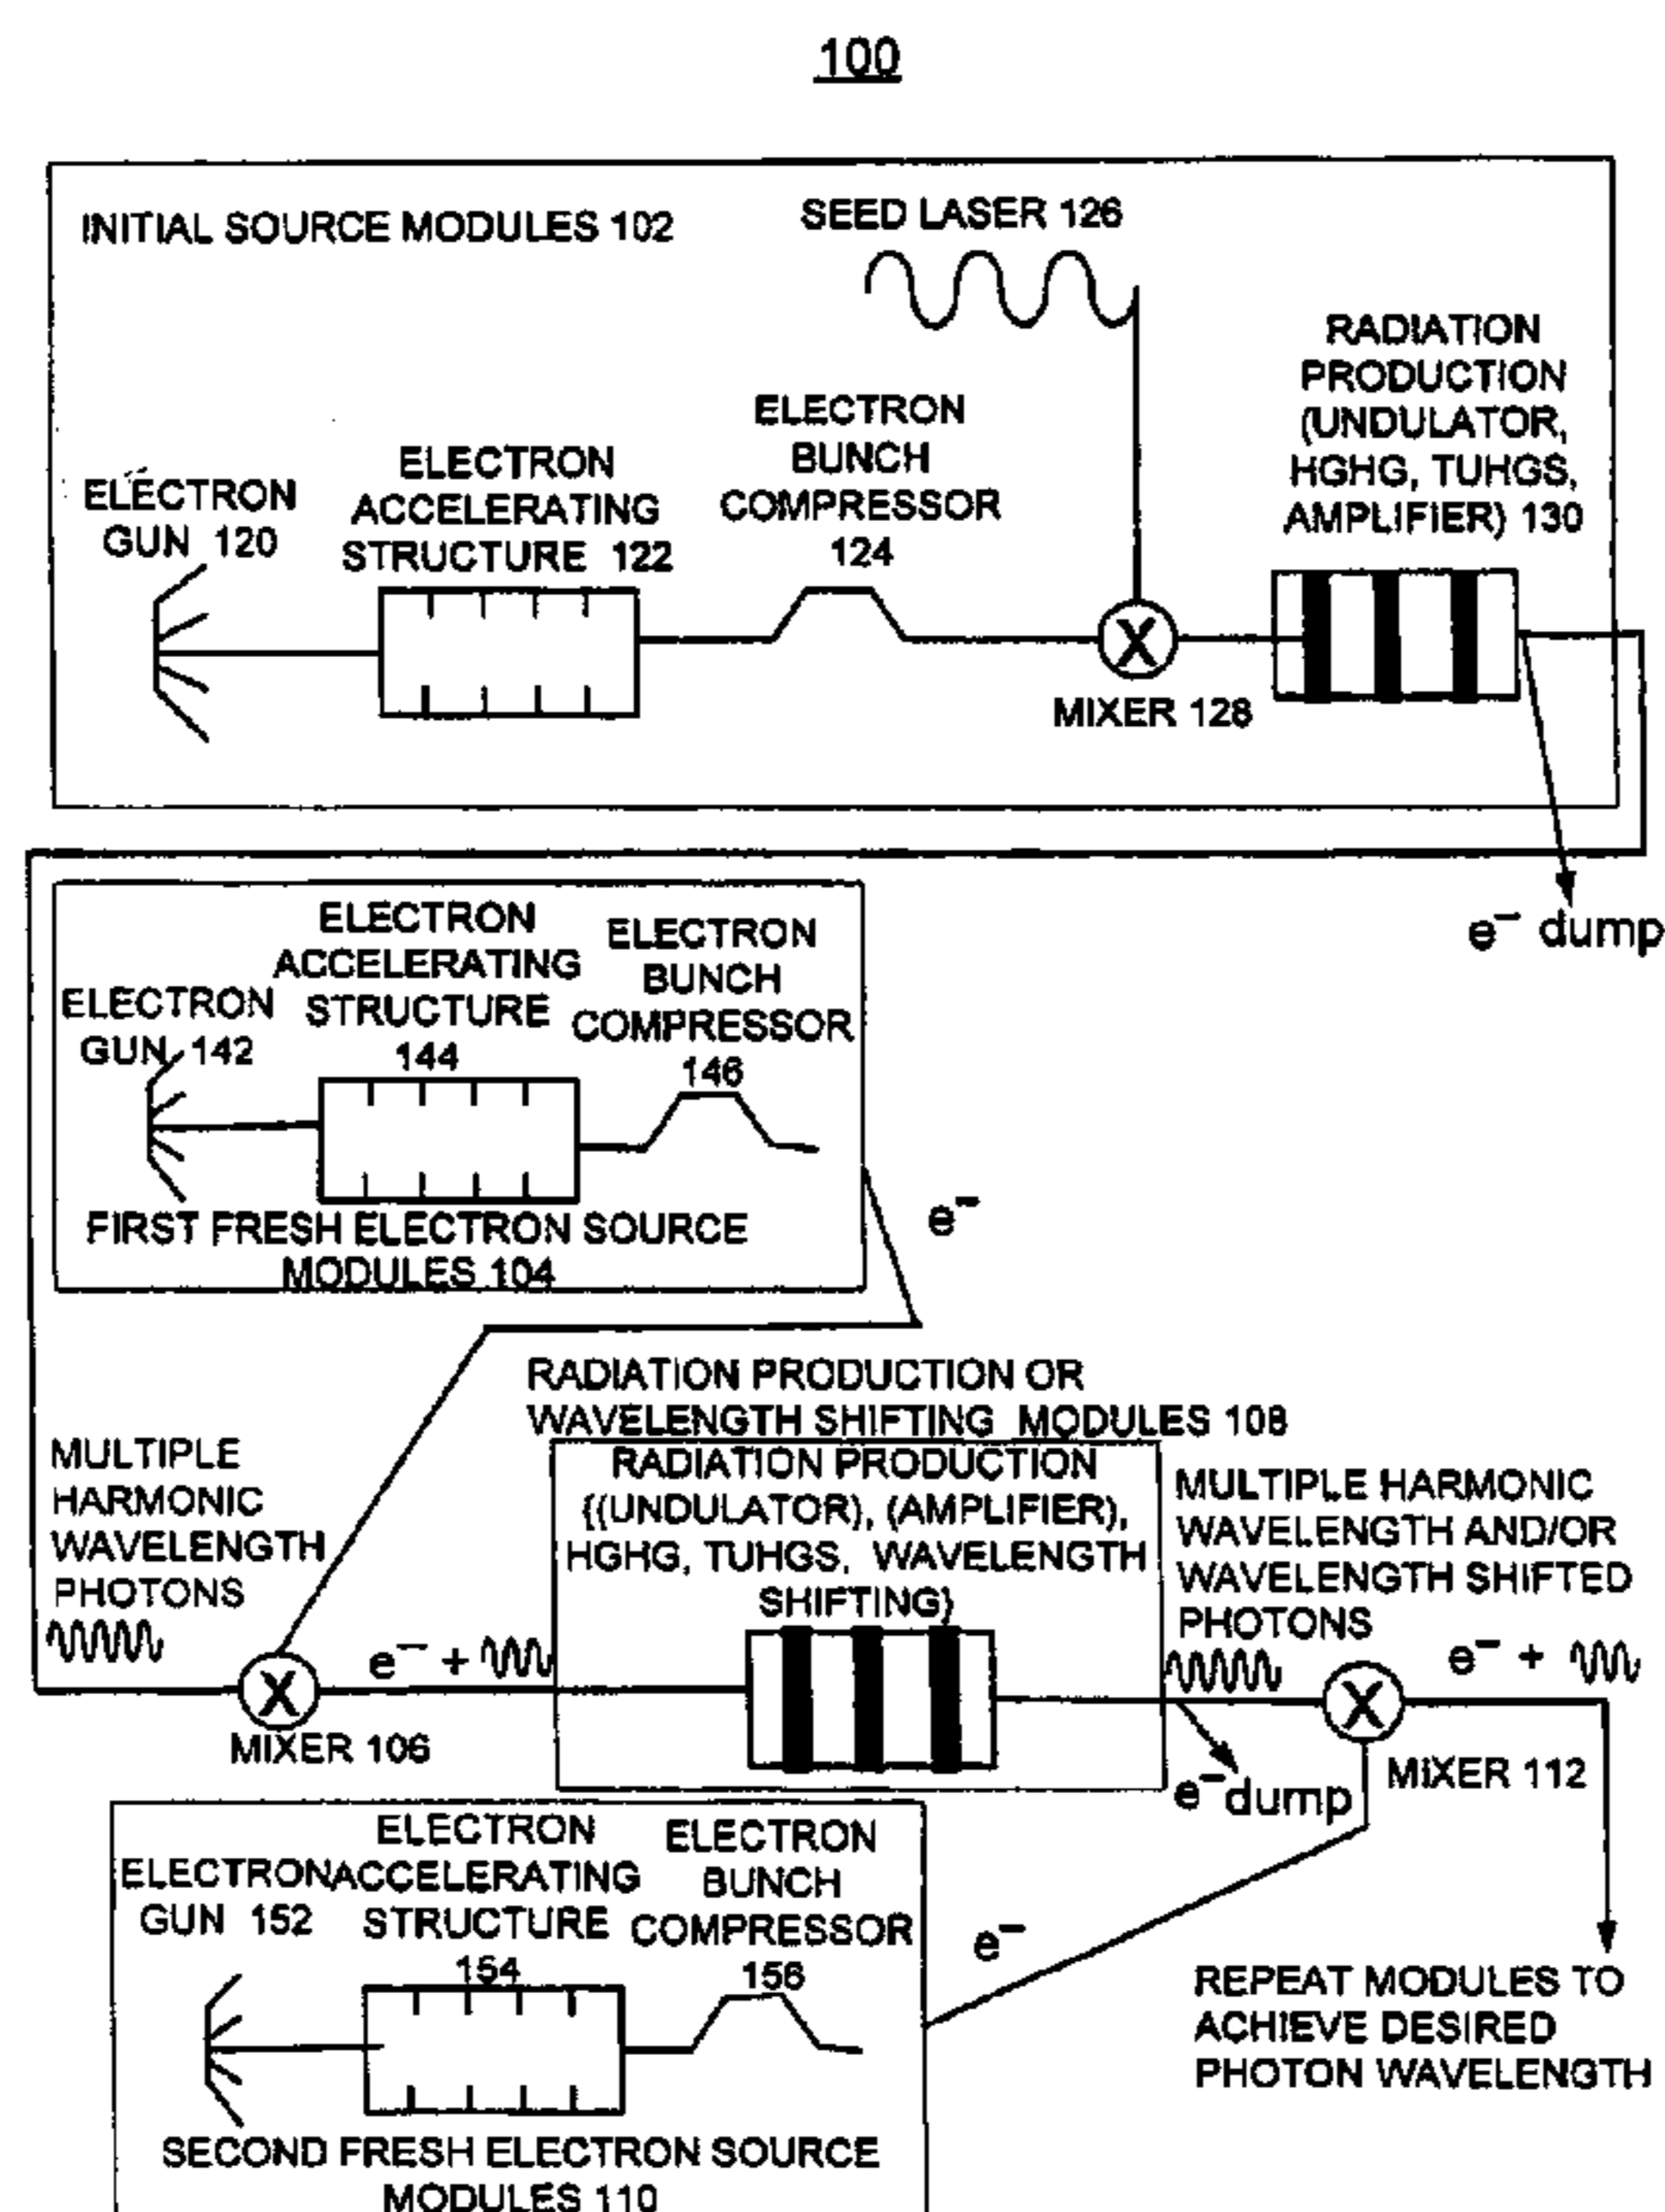 100
INITIAL SOURCE MODULES 102
SEED LASER 126
RADIATION
PRODUCTION
(UNDULATOR,
HGHG, TUHGS,
AMPLIFIER) 130
ELECTRON
BUNCH
COMPRESSOR
124
ELECTRON
ACCELERATING
STRUCTURE 122
ELECTRON
GUN 120
X
MIXER 128
e⁻ dump
ELECTRON
ACCELERATING
STRUCTURE
144
ELECTRON
BUNCH
COMPRESSOR
146
ELECTRON
GUN 142
FIRST FRESH ELECTRON SOURCE
MODULES 104
e⁻
RADIATION PRODUCTION OR
WAVELENGTH SHIFTING MODULES 108
RADIATION PRODUCTION
((UNDULATOR), (AMPLIFIER),
HGHG, TUHGS, WAVELENGTH
SHIFTING)
MULTIPLE
HARMONIC
WAVELENGTH
PHOTONS
MULTIPLE HARMONIC
WAVELENGTH AND/OR
WAVELENGTH SHIFTED
PHOTONS
e⁻ +
e⁻ +
X
MIXER 106
X
MIXER 112
e⁻ dump
ELECTRON
ACCELERATING
STRUCTURE
154
ELECTRON
BUNCH
COMPRESSOR
156
ELECTRON
GUN 152
e⁻
REPEAT MODULES TO
ACHIEVE DESIRED
PHOTON WAVELENGTH
SECOND FRESH ELECTRON SOURCE
MODULES 110